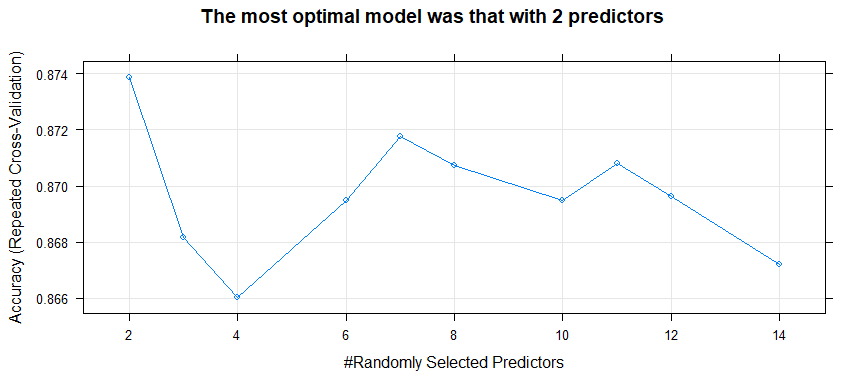 The most optimal model was that with 2 predictors
Accuracy (Repeated Cross-Validation)
0.874
0.872
0.870
0.868
0.866
2 4 6 8 10 12 14
#Randomly Selected Predictors